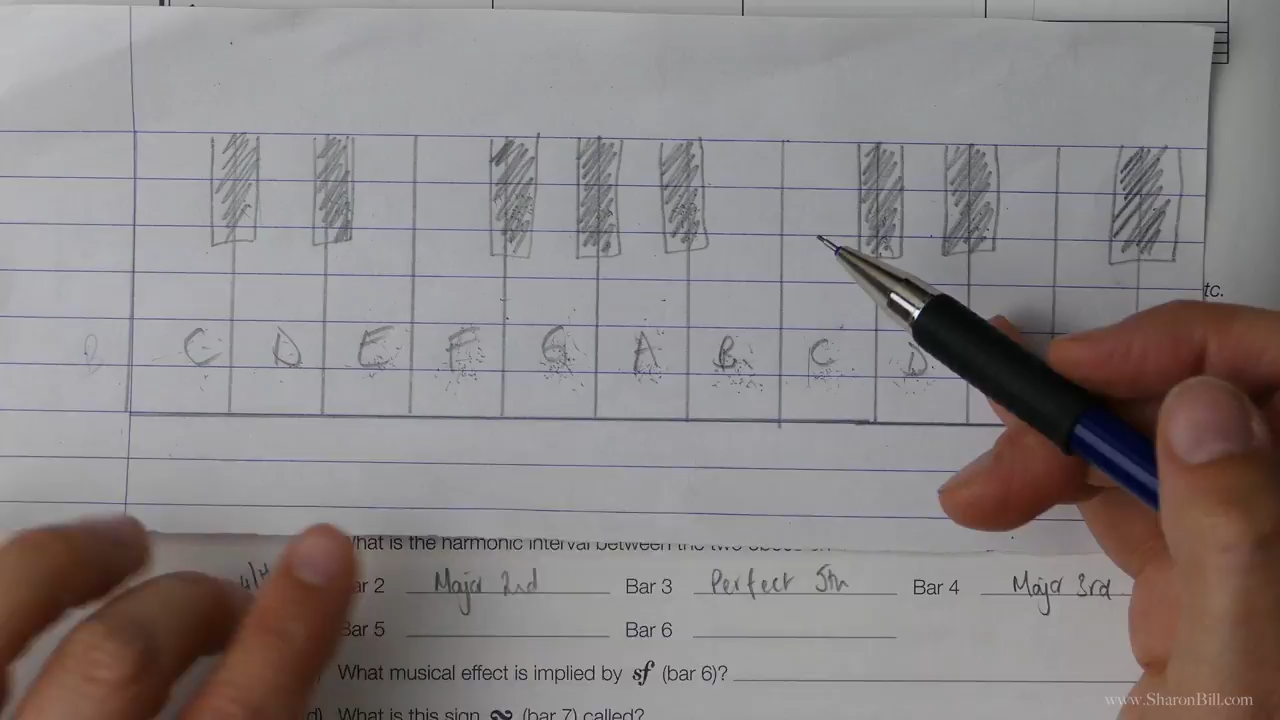 tc.
B C D E F G A B C D
What is the harmonic interval between the two oboes on
Bar 2 Major 2nd Bar 3 Perfect 5th Bar 4 Major 3rd
Bar 5 Bar 6
What musical effect is implied by sf (bar 6)?
d) What is this sign (bar 7) called?
www.SharonBill.com